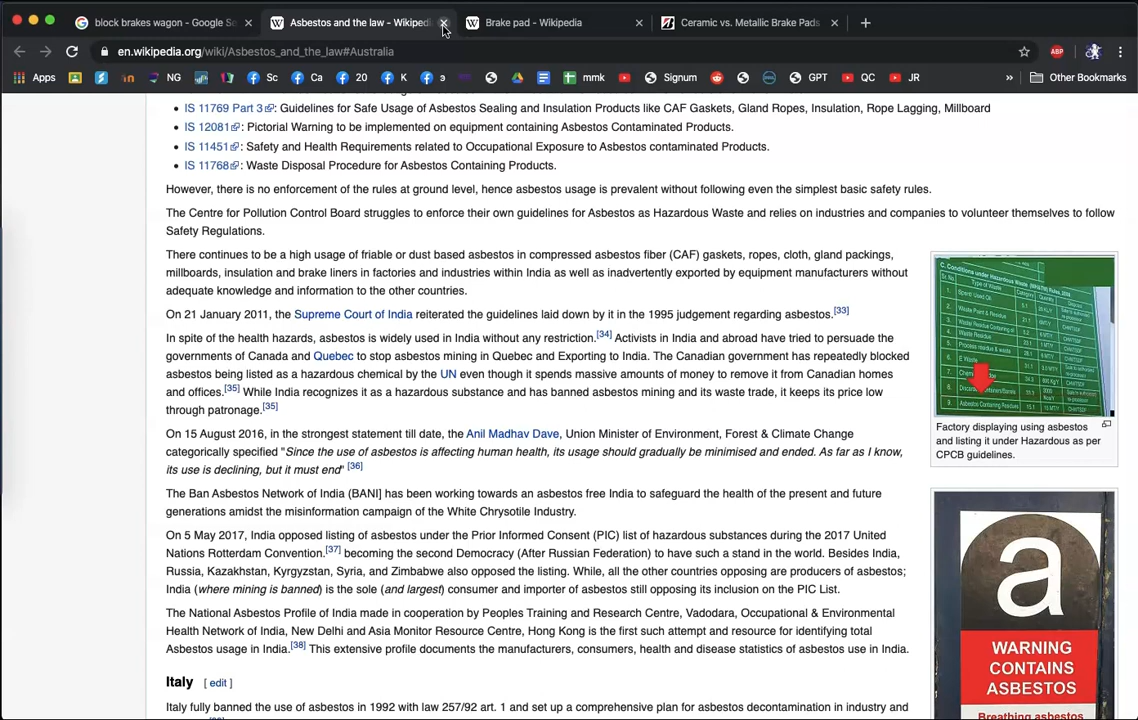 block brakes wagon - Google Se
Asbestos and the law - Wikipedi
Brake pad - Wikipedia
Ceramic vs. Metallic Brake Pads
en.wikipedia.org/wiki/Asbestos_and_the_law#Australia
ABP
Apps
in
NG
Sc
Ca
20
K
э
mmk
Signum
GPT
QC
JR
»
Other Bookmarks
• IS 11769 Part 3: Guidelines for Safe Usage of Asbestos Sealing and Insulation Products like CAF Gaskets, Gland Ropes, Insulation, Rope Lagging, Millboard
• IS 12081: Pictorial Warning to be implemented on equipment containing Asbestos Contaminated Products.
• IS 11451: Safety and Health Requirements related to Occupational Exposure to Asbestos contaminated Products.
• IS 11768: Waste Disposal Procedure for Asbestos Containing Products.
However, there is no enforcement of the rules at ground level, hence asbestos usage is prevalent without following even the simplest basic safety rules.
The Centre for Pollution Control Board struggles to enforce their own guidelines for Asbestos as Hazardous Waste and relies on industries and companies to volunteer themselves to follow
Safety Regulations.
There continues to be a high usage of friable or dust based asbestos in compressed asbestos fiber (CAF) gaskets, ropes, cloth, gland packings,
millboards, insulation and brake liners in factories and industries within India as well as inadvertently exported by equipment manufacturers without
adequate knowledge and information to the other countries.
On 21 January 2011, the Supreme Court of India reiterated the guidelines laid down by it in the 1995 judgement regarding asbestos.[33]
In spite of the health hazards, asbestos is widely used in India without any restriction.[34] Activists in India and abroad have tried to persuade the
governments of Canada and Quebec to stop asbestos mining in Quebec and Exporting to India. The Canadian government has repeatedly blocked
asbestos being listed as a hazardous chemical by the UN even though it spends massive amounts of money to remove it from Canadian homes
and offices.[35] While India recognizes it as a hazardous substance and has banned asbestos mining and its waste trade, it keeps its price low
through patronage.[35]
On 15 August 2016, in the strongest statement till date, the Anil Madhav Dave, Union Minister of Environment, Forest & Climate Change
categorically specified "Since the use of asbestos is affecting human health, its usage should gradually be minimised and ended. As far as I know,
its use is declining, but it must end" [36]
The Ban Asbestos Network of India (BANI] has been working towards an asbestos free India to safeguard the health of the present and future
generations amidst the misinformation campaign of the White Chrysotile Industry.
On 5 May 2017, India opposed listing of asbestos under the Prior Informed Consent (PIC) list of hazardous substances during the 2017 United
Nations Rotterdam Convention.[37] becoming the second Democracy (After Russian Federation) to have such a stand in the world. Besides India,
Russia, Kazakhstan, Kyrgyzstan, Syria, and Zimbabwe also opposed the listing. While, all the other countries opposing are producers of asbestos;
India (where mining is banned) is the sole (and largest) consumer and importer of asbestos still opposing its inclusion on the PIC List.
The National Asbestos Profile of India made in cooperation by Peoples Training and Research Centre, Vadodara, Occupational & Environmental
Health Network of India, New Delhi and Asia Monitor Resource Centre, Hong Kong is the first such attempt and resource for identifying total
Asbestos usage in India.[38] This extensive profile documents the manufacturers, consumers, health and disease statistics of asbestos use in India.
Italy [ edit ]
Italy fully banned the use of asbestos in 1992 with law 257/92 art. 1 and set up a comprehensive plan for asbestos decontamination in industry and
C. Conditions under Hazardous Waste
Type of Waste
Category
Quantity
Spent Used Oil
E Waste
Asbestos Containing Residues
Factory displaying using asbestos
and listing it under Hazardous as per
CPCB guidelines.
a
WARNING
CONTAINS
ASBESTOS
Breathing asbestos